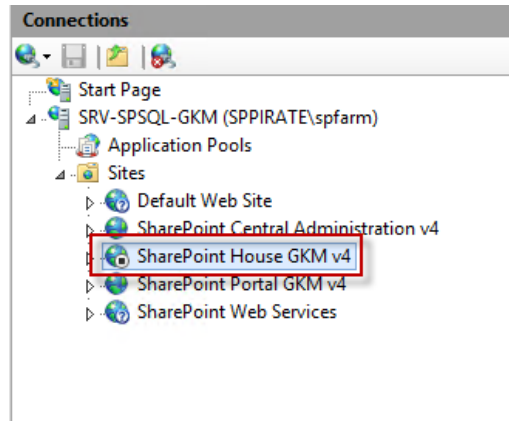 Connections
Start Page
SRV-SPSQL-GKM (SPPIRATE\spfarm)
Application Pools
Sites
Default Web Site
SharePoint Central Administration v4
SharePoint House GKM v4
SharePoint Portal GKM v4
SharePoint Web Services